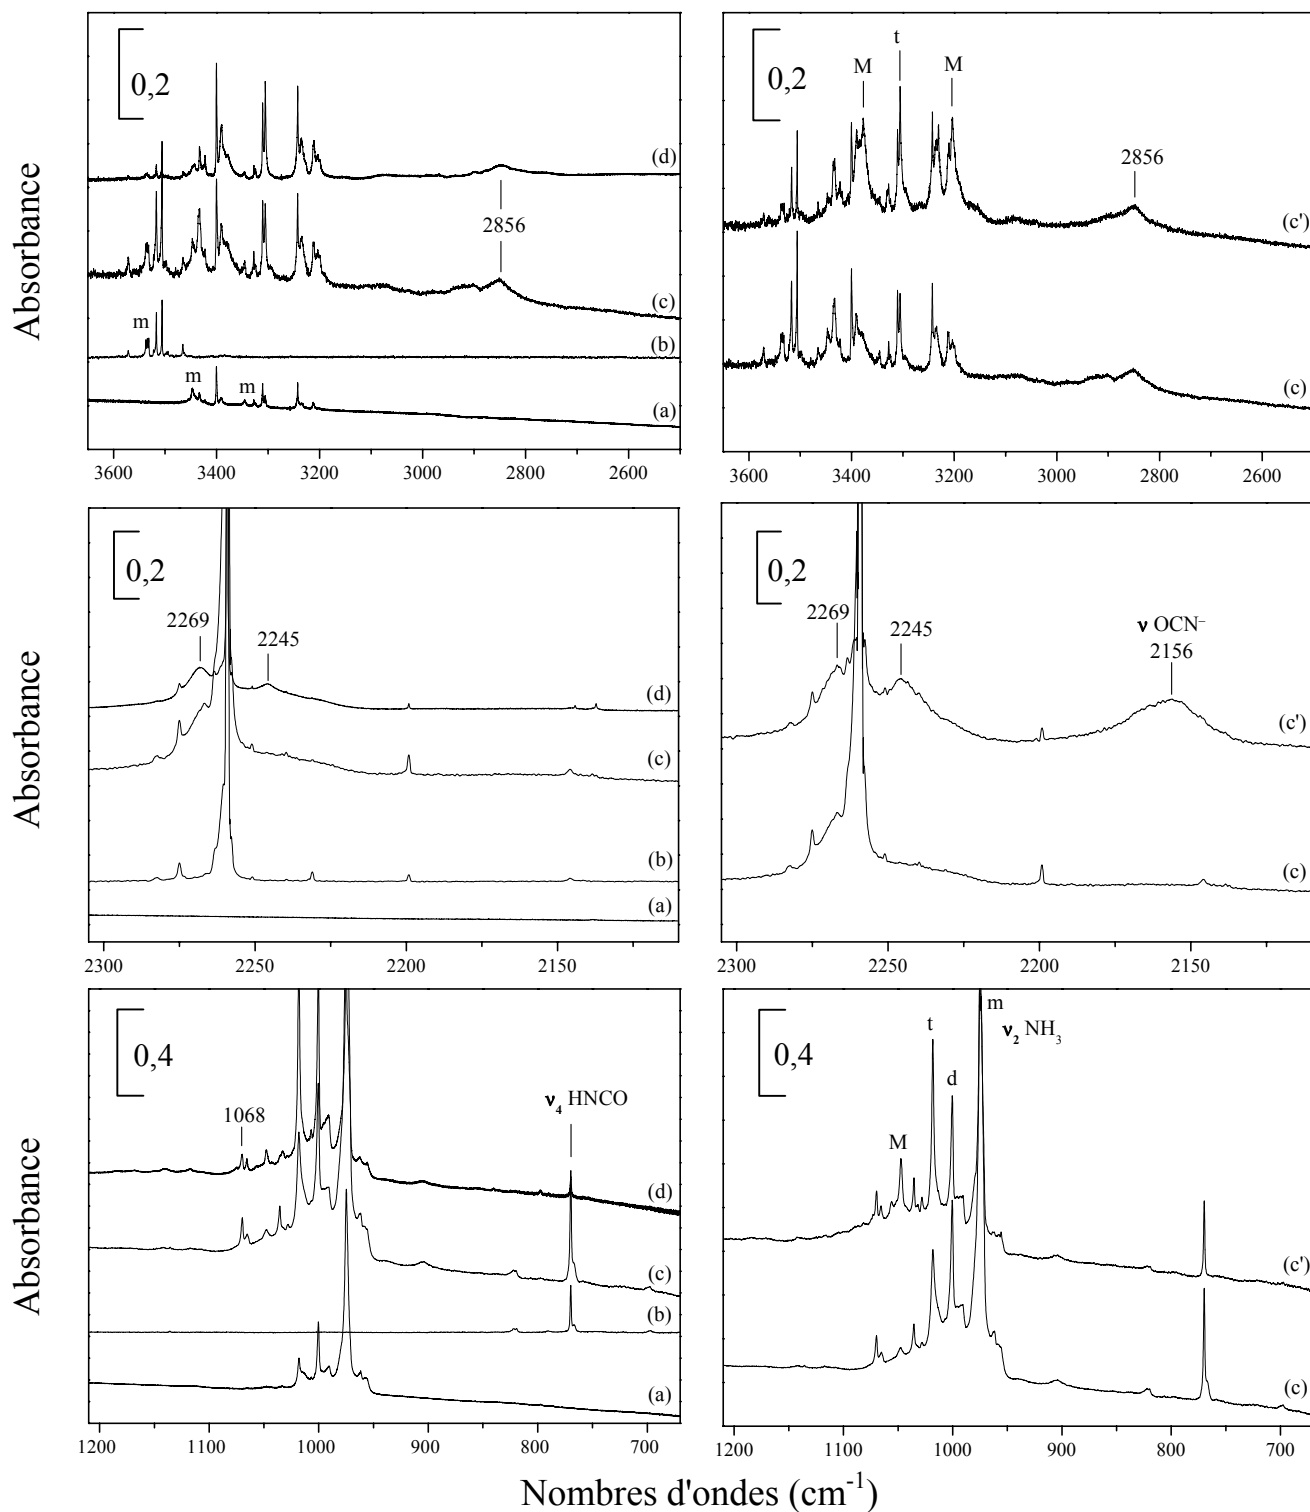 0,2
(d)
2856
(c)
m
(b)
m
m
(a)
3600
3400
3200
3000
2800
2600
Absorbance
0,2
M
t
M
2856
(c')
(c)
3600
3400
3200
3000
2800
2600
0,2
2269
2245
(d)
(c)
(b)
(a)
2300
2250
2200
2150
Absorbance
0,2
2269
2245
ν OCN⁻
2156
(c')
(c)
2300
2250
2200
2150
0,4
1068
ν₄ HNCO
(d)
(c)
(b)
(a)
1200
1100
1000
900
800
700
Absorbance
0,4
M
t
d
m
ν₂ NH₃
(c')
(c)
1200
1100
1000
900
800
700
Nombres d'ondes (cm⁻¹)